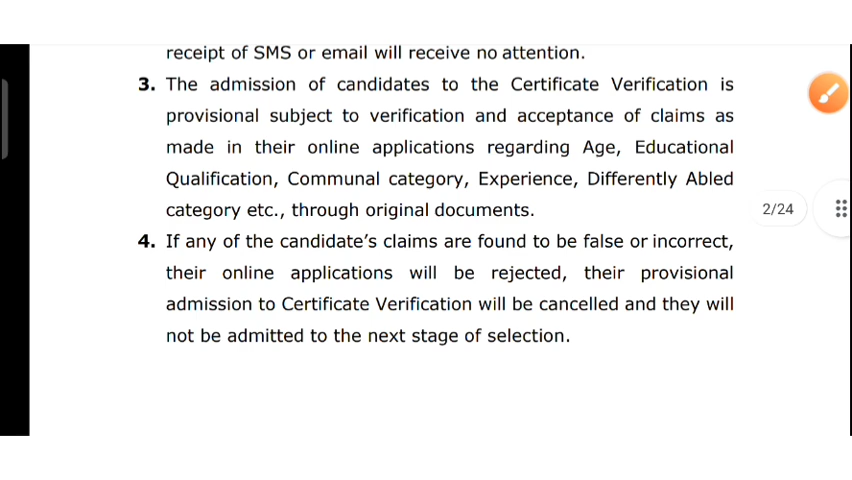 receipt of SMS or email will receive no attention.
3. The admission of candidates to the Certificate Verification is
provisional subject to verification and acceptance of claims as
made in their online applications regarding Age, Educational
Qualification, Communal category, Experience, Differently Abled
category etc., through original documents.
2/24
4. If any of the candidate’s claims are found to be false or incorrect,
their online applications will be rejected, their provisional
admission to Certificate Verification will be cancelled and they will
not be admitted to the next stage of selection.